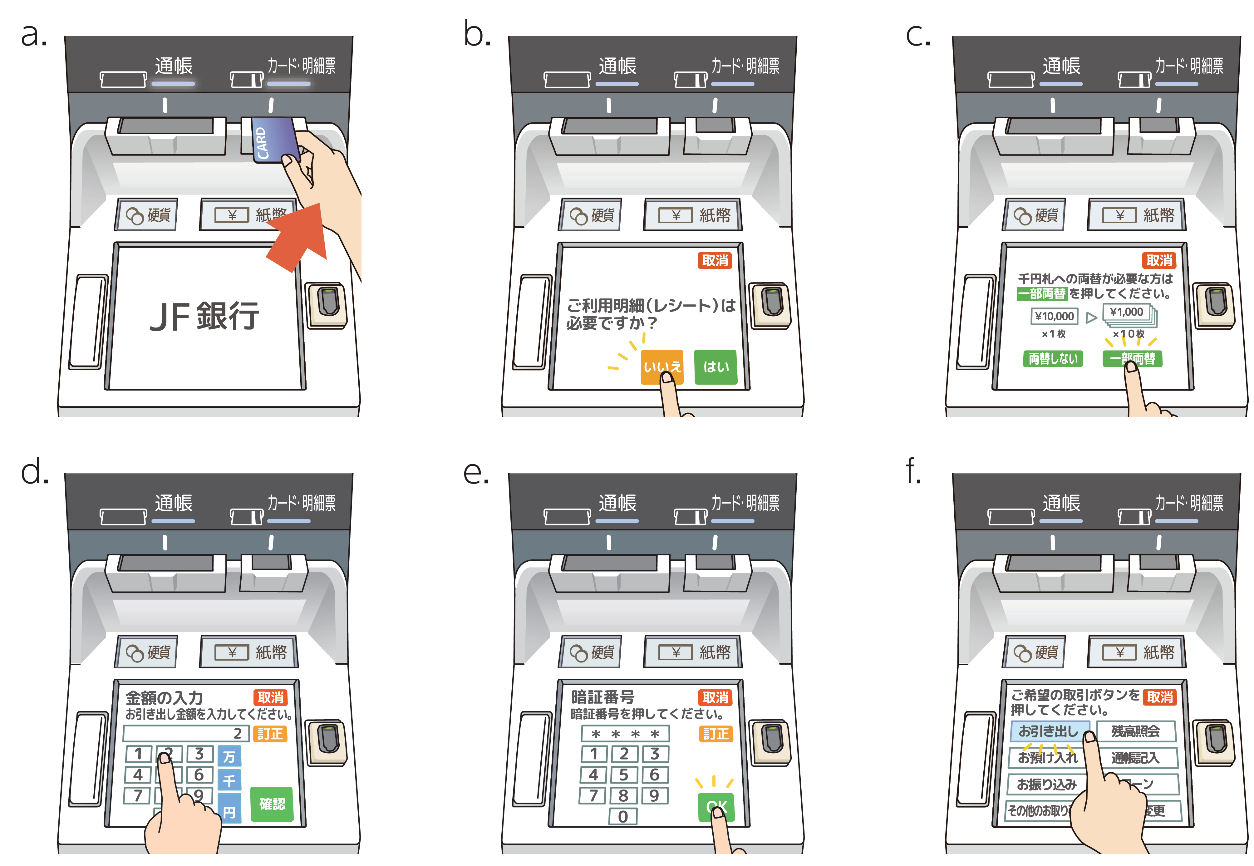 a.
通帳
カード・明細票
CARD
硬貨
¥ 紙幣
JF 銀行
b.
通帳
カード・明細票
硬貨
¥ 紙幣
取消
ご利用明細(レシート)は
必要ですか?
いいえ はい
c.
通帳
カード・明細票
硬貨
¥ 紙幣
取消
千円札への両替が必要な方は
一部両替を押してください。
¥10,000 ¥1,000
×1枚 ×10枚
両替しない 一部両替
d.
通帳
カード・明細票
硬貨
¥ 紙幣
金額の入力 取消
お引き出し金額を入力してください。
2 訂正
1 2 3 万
4 6 千
7 9 円
確認
e.
通帳
カード・明細票
硬貨
¥ 紙幣
暗証番号 取消
暗証番号を押してください。
＊＊＊＊ 訂正
1 2 3
4 5 6
7 8 9
0
OK
f.
通帳
カード・明細票
硬貨
¥ 紙幣
ご希望の取引ボタンを 取消
押してください。
お引き出し 残高照会
お預け入れ 通帳記入
お振り込み ーン
その他のお取り 変更